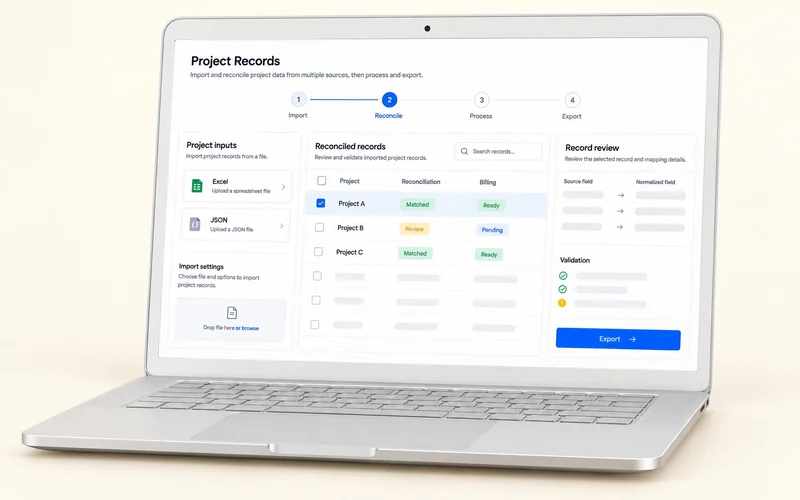 Project Records
Import and reconcile project data from multiple sources, then process and export.
1
2
3
4
Import
Reconcile
Process
Export
Project inputs
Import project records from a file.
Excel
Upload a spreadsheet file
JSON
Upload a JSON file
Import settings
Choose file and options to import
project records.
Drop file here or browse
Reconciled records
Review and validate imported project records.
Search records...
Project
Reconciliation
Billing
Project A
Matched
Ready
Project B
Review
Pending
Project C
Matched
Ready
Record review
Review the selected record and mapping details.
Source field
Normalized field
Validation
Export